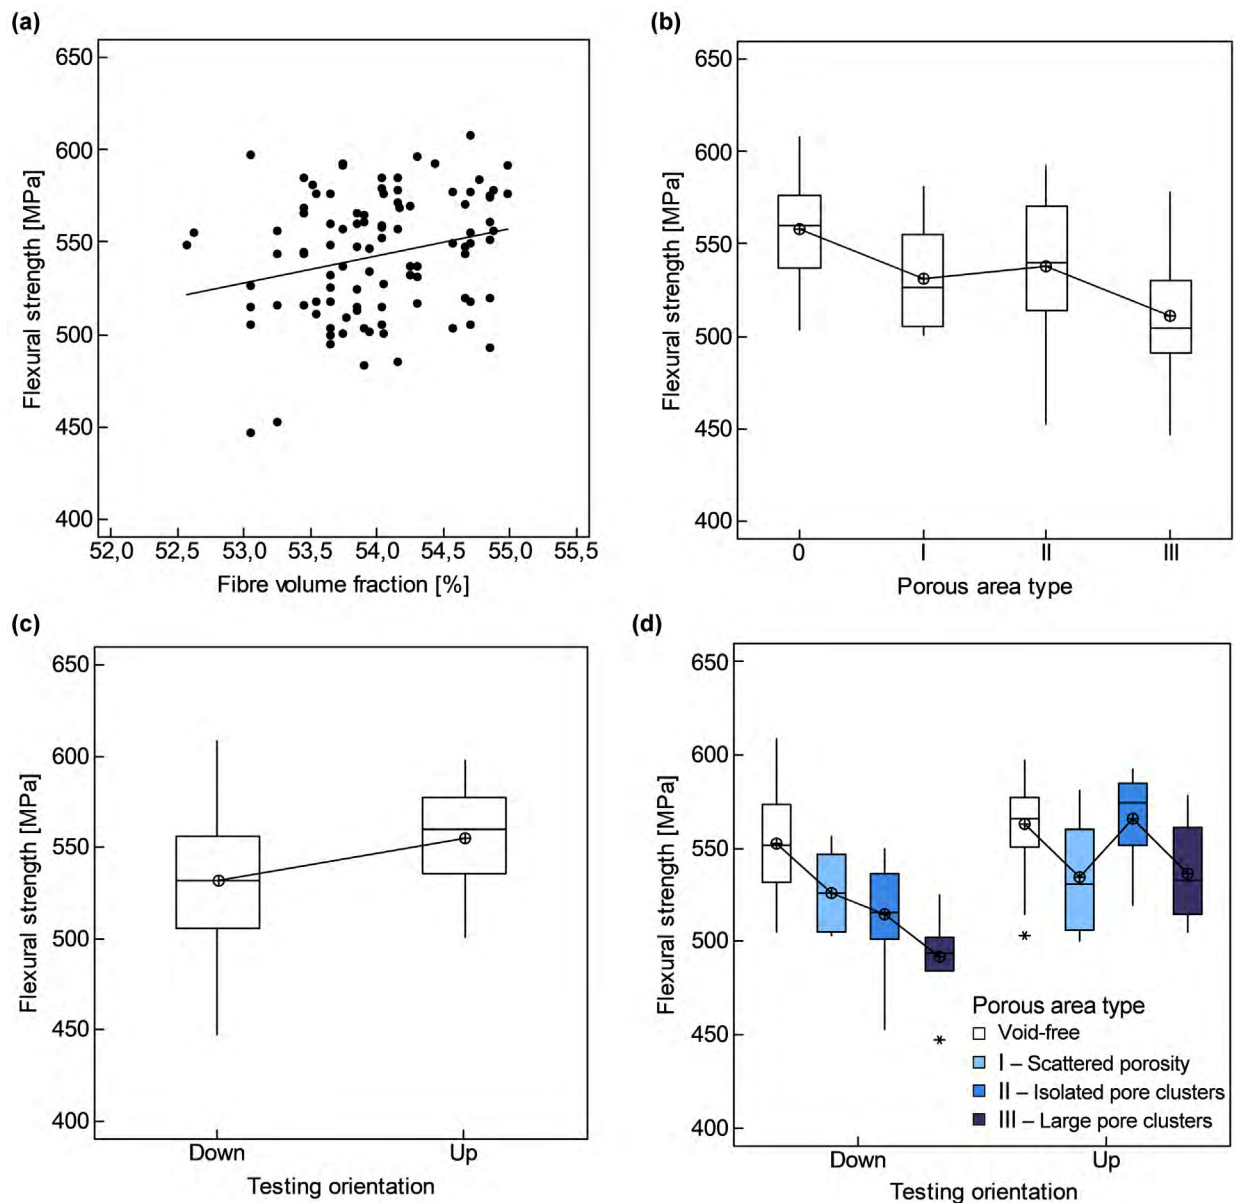 (a)
650
600
550
500
450
400
Flexural strength [MPa]
52,0 52,5 53,0 53,5 54,0 54,5 55,0 55,5
Fibre volume fraction [%]
(b)
650
600
550
500
450
400
Flexural strength [MPa]
0 I II III
Porous area type
(c)
650
600
550
500
450
400
Flexural strength [MPa]
Down Up
Testing orientation
(d)
650
600
550
500
450
400
Flexural strength [MPa]
Porous area type
Void-free
I – Scattered porosity
II – Isolated pore clusters
III – Large pore clusters
Down Up
Testing orientation